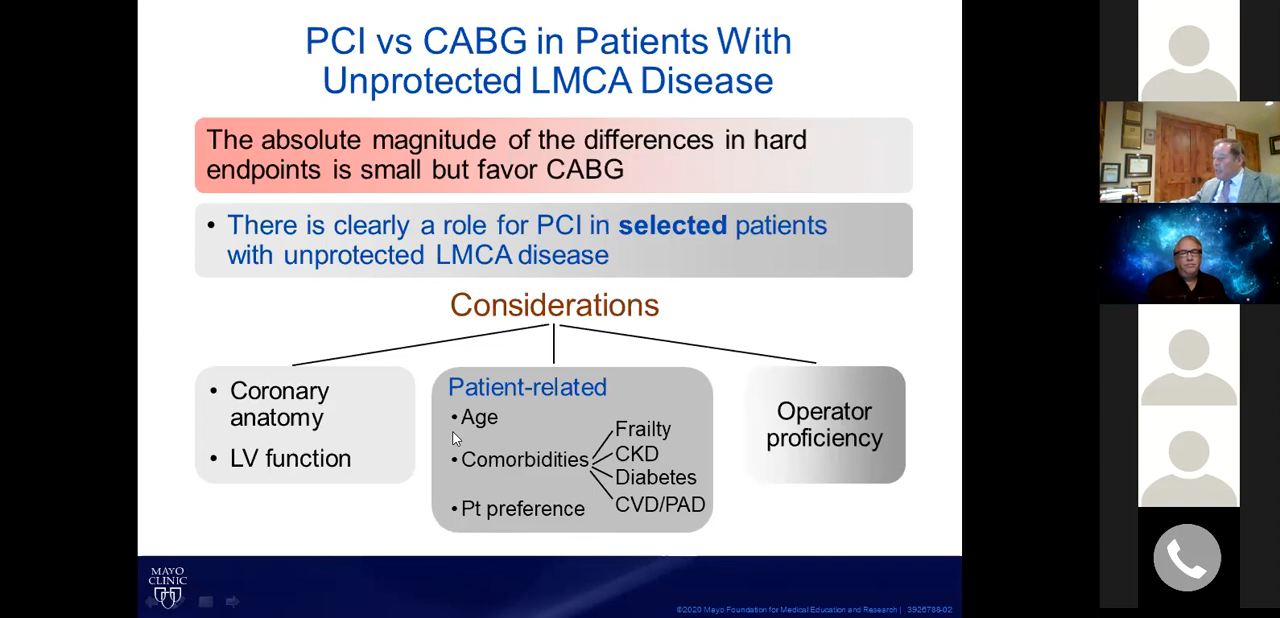 PCI vs CABG in Patients With
Unprotected LMCA Disease
The absolute magnitude of the differences in hard
endpoints is small but favor CABG
• There is clearly a role for PCI in selected patients
with unprotected LMCA disease
Considerations
• Coronary
anatomy
• LV function
Patient-related
• Age
• Comorbidities
Frailty
CKD
Diabetes
CVD/PAD
• Pt preference
Operator
proficiency
MAYO
CLINIC
©2020 Mayo Foundation for Medical Education and Research | 3926788-02